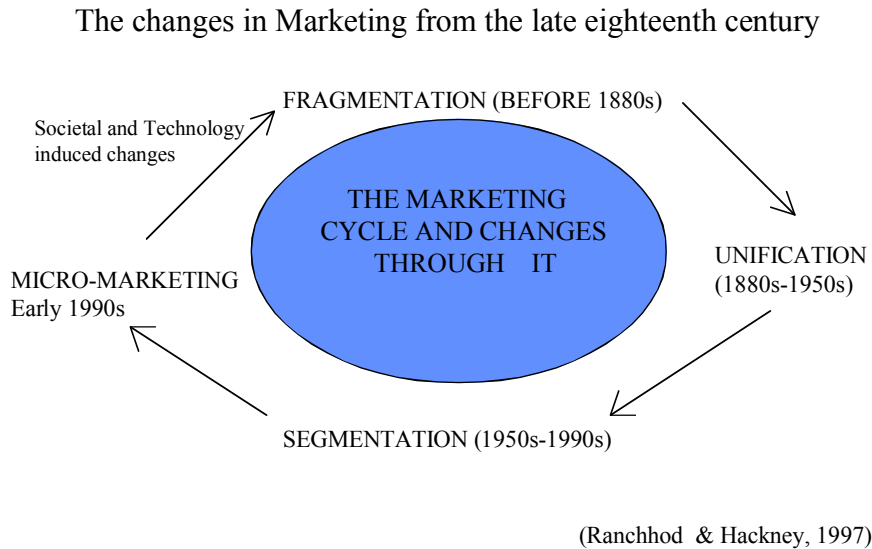 The changes in Marketing from the late eighteenth century
FRAGMENTATION (BEFORE 1880s)
Societal and Technology
induced changes
THE MARKETING
CYCLE AND CHANGES
THROUGH IT
UNIFICATION
(1880s-1950s)
MICRO-MARKETING
Early 1990s
SEGMENTATION (1950s-1990s)
(Ranchhod & Hackney, 1997)